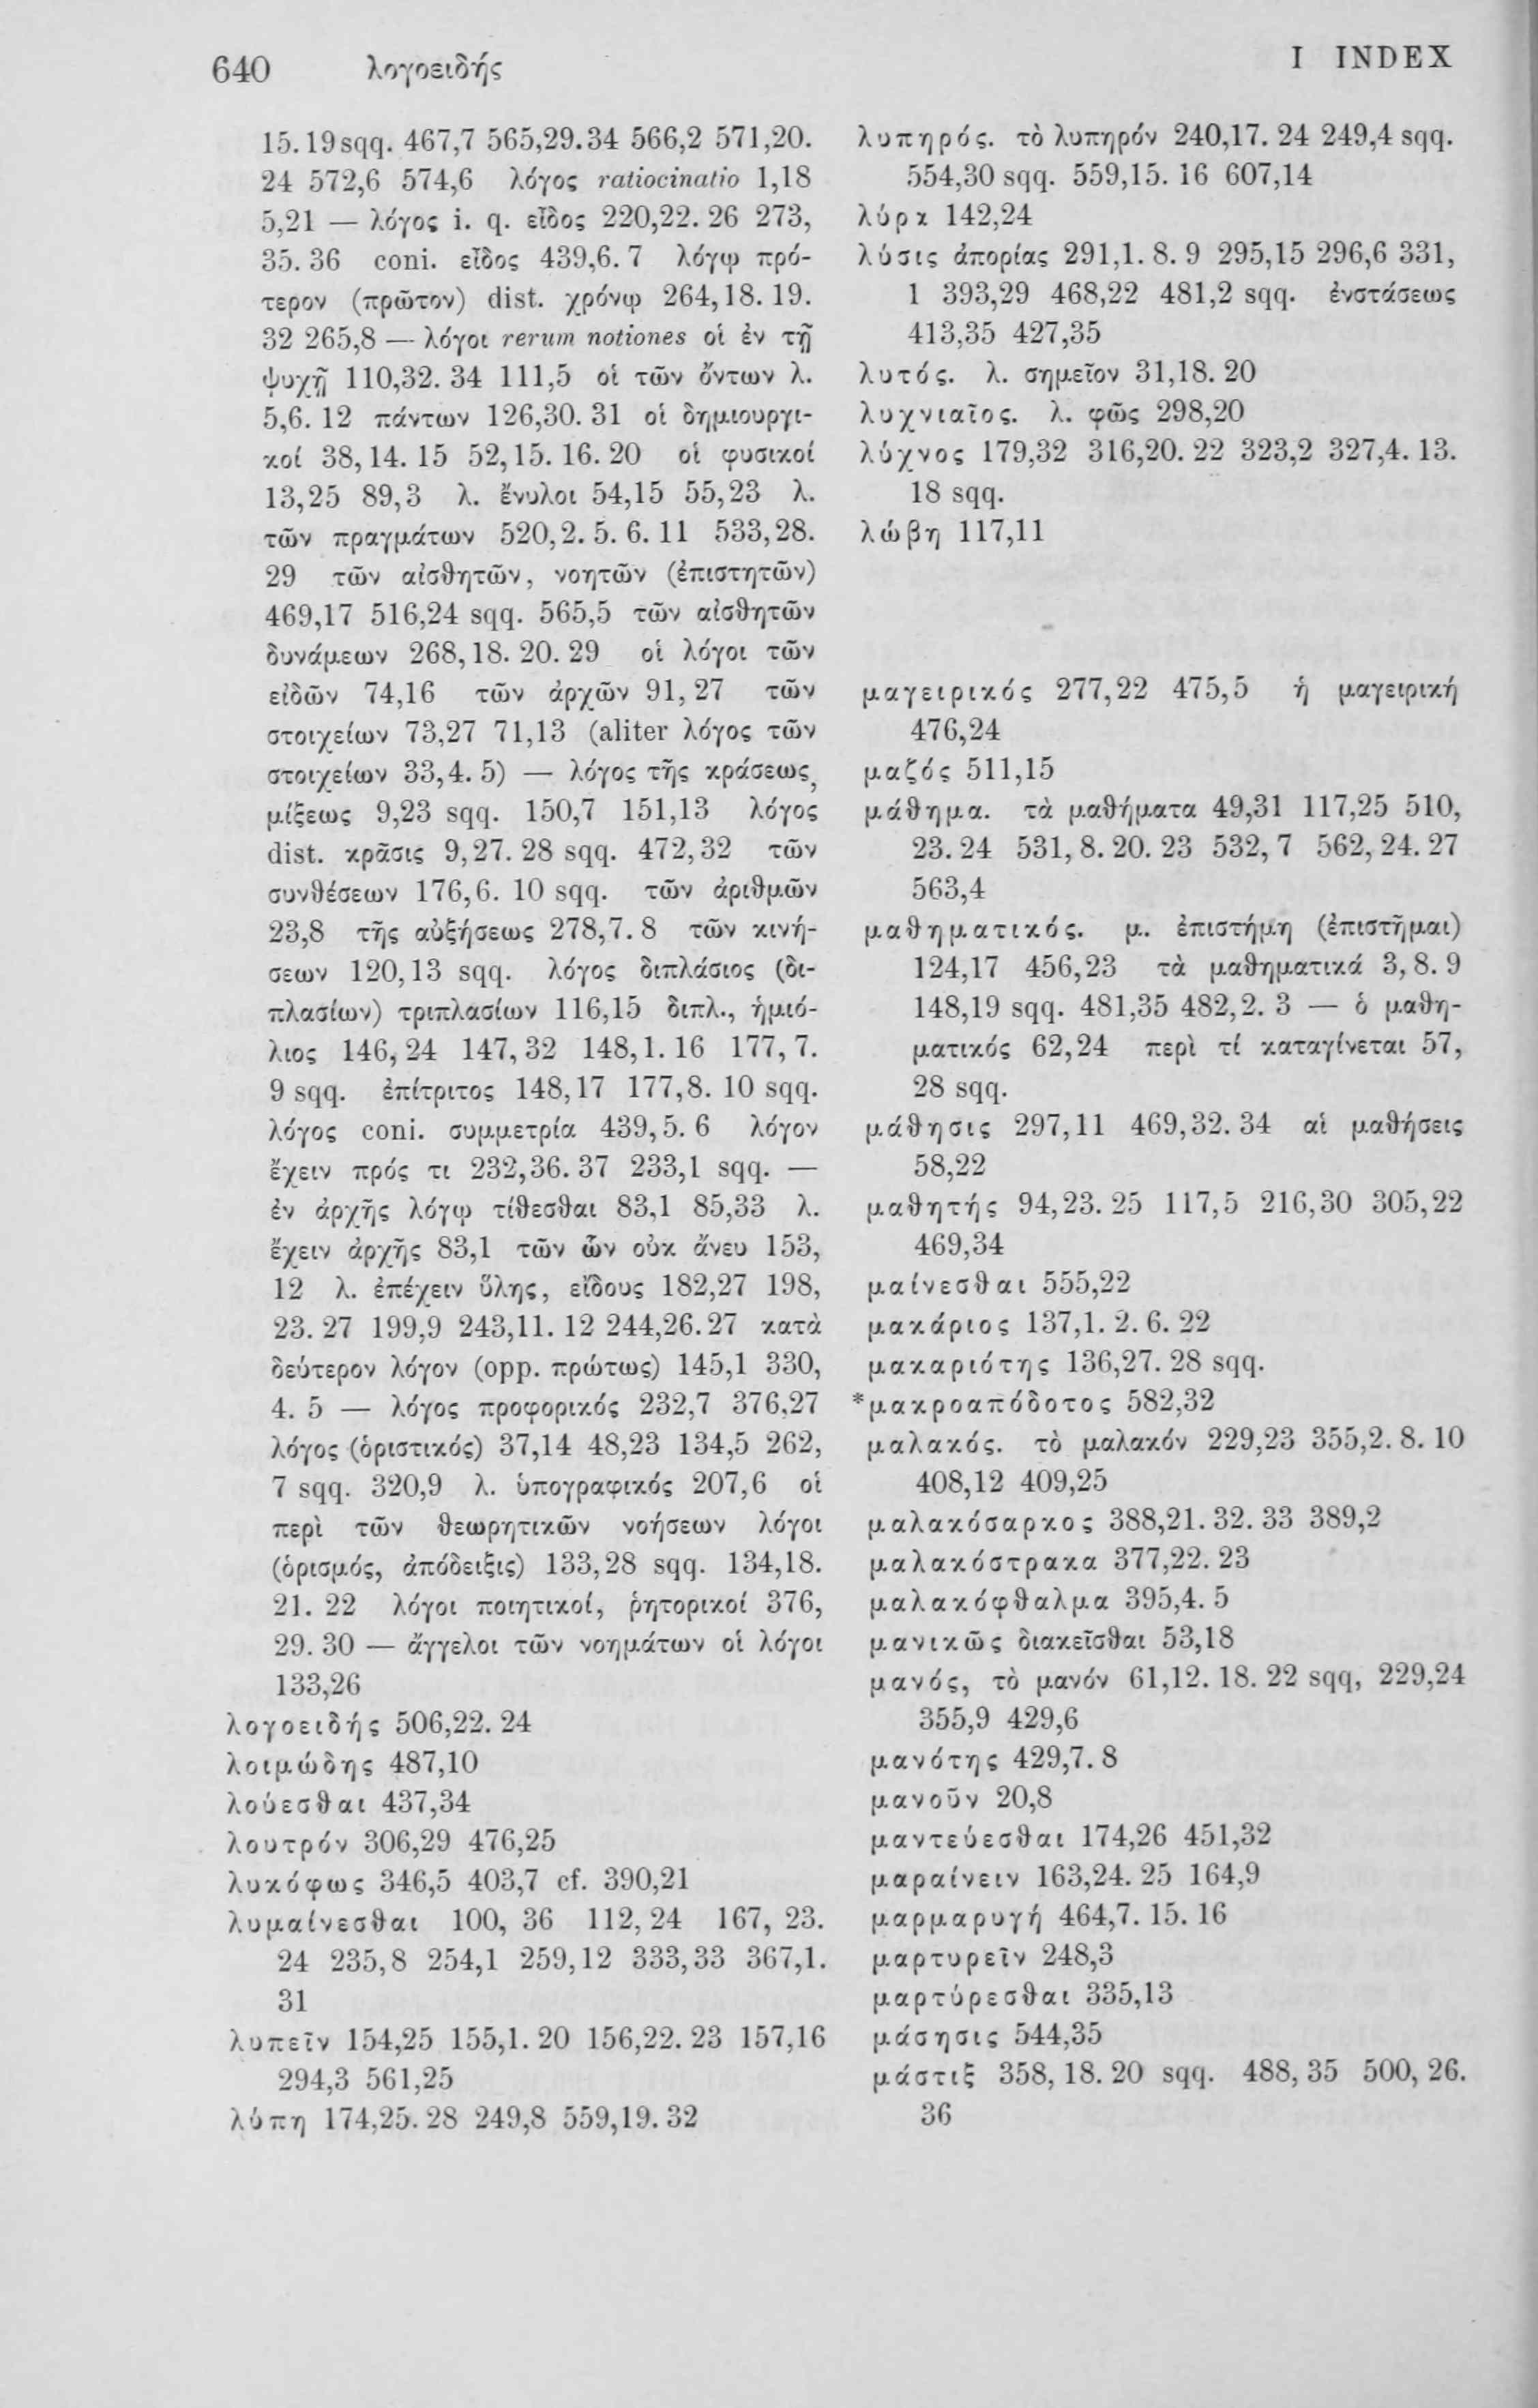 640 λογοειδής
I INDEX
15. 19 sqq. 467,7 565,29.34 566,2 571,20.
24 572,6 574,6 λόγος ratiocinatio 1,18
5,21 — λόγος i. q. εἶδος 220,22. 26 273,
35. 36 coni. εἶδος 439,6. 7 λόγῳ πρό-
τερον (πρῶτον) dist. χρόνῳ 264,18. 19.
32 265,8 — λόγοι rerum notiones οἱ ἐν τῇ
ψυχῇ 110,32. 34 111,5 οἱ τῶν ὄντων λ.
5,6. 12 πάντων 126,30. 31 οἱ δημιουργι-
κοί 38,14. 15 52,15. 16. 20 οἱ φυσικοί
13,25 89,3 λ. ἔνυλοι 54,15 55,23 λ.
τῶν πραγμάτων 520,2. 5. 6. 11 533,28.
29 τῶν αἰσθητῶν, νοητῶν (ἐπιστητῶν)
469,17 516,24 sqq. 565,5 τῶν αἰσθητῶν
δυνάμεων 268,18. 20. 29 οἱ λόγοι τῶν
εἰδῶν 74,16 τῶν ἀρχῶν 91,27 τῶν
στοιχείων 73,27 71,13 (aliter λόγος τῶν
στοιχείων 33,4. 5) — λόγος τῆς κράσεως,
μίξεως 9,23 sqq. 150,7 151,13 λόγος
dist. κρᾶσις 9,27. 28 sqq. 472,32 τῶν
συνθέσεων 176,6. 10 sqq. τῶν ἀριθμῶν
23,8 τῆς αὐξήσεως 278,7. 8 τῶν κινή-
σεων 120,13 sqq. λόγος διπλάσιος (δι-
πλασίων) τριπλασίων 116,15 διπλ., ἡμιό-
λιος 146,24 147,32 148,1. 16 177,7.
9 sqq. ἐπίτριτος 148,17 177,8. 10 sqq.
λόγος coni. συμμετρία 439,5. 6 λόγον
ἔχειν πρός τι 232,36. 37 233,1 sqq. —
ἐν ἀρχῆς λόγῳ τίθεσθαι 83,1 85,33 λ.
ἔχειν ἀρχῆς 83,1 τῶν ὧν οὐκ ἄνευ 153,
12 λ. ἐπέχειν ὕλης, εἴδους 182,27 198,
23. 27 199,9 243,11. 12 244,26.27 κατὰ
δεύτερον λόγον (opp. πρώτως) 145,1 330,
4. 5 — λόγος προφορικός 232,7 376,27
λόγος (ὁριστικός) 37,14 48,23 134,5 262,
7 sqq. 320,9 λ. ὑπογραφικός 207,6 οἱ
περὶ τῶν θεωρητικῶν νοήσεων λόγοι
(ὁρισμός, ἀπόδειξις) 133,28 sqq. 134,18.
21. 22 λόγοι ποιητικοί, ῥητορικοί 376,
29. 30 — ἄγγελοι τῶν νοημάτων οἱ λόγοι
133,26
λογοειδής 506,22. 24
λοιμώδης 487,10
λούεσθαι 437,34
λουτρόν 306,29 476,25
λυκόφως 346,5 403,7 cf. 390,21
λυμαίνεσθαι 100,36 112,24 167,23.
24 235,8 254,1 259,12 333,33 367,1.
31
λυπεῖν 154,25 155,1. 20 156,22. 23 157,16
294,3 561,25
λύπη 174,25. 28 249,8 559,19. 32
λυπηρός. τὸ λυπηρόν 240,17. 24 249,4 sqq.
554,30 sqq. 559,15. 16 607,14
λύρα 142,24
λύσις ἀπορίας 291,1. 8. 9 295,15 296,6 331,
1 393,29 468,22 481,2 sqq. ἐνστάσεως
413,35 427,35
λυτός. λ. σημεῖον 31,18. 20
λυχνιαῖος. λ. φῶς 298,20
λύχνος 179,32 316,20. 22 323,2 327,4. 13.
18 sqq.
λώβη 117,11
μαγειρικός 277,22 475,5 ἡ μαγειρική
476,24
μαζός 511,15
μάθημα. τὰ μαθήματα 49,31 117,25 510,
23. 24 531,8. 20. 23 532,7 562,24. 27
563,4
μαθηματικός. μ. ἐπιστήμη (ἐπιστῆμαι)
124,17 456,23 τὰ μαθηματικά 3,8. 9
148,19 sqq. 481,35 482,2. 3 — ὁ μαθη-
ματικός 62,24 περὶ τί καταγίνεται 57,
28 sqq.
μάθησις 297,11 469,32. 34 αἱ μαθήσεις
58,22
μαθητής 94,23. 25 117,5 216,30 305,22
469,34
μαίνεσθαι 555,22
μακάριος 137,1. 2. 6. 22
μακαριότης 136,27. 28 sqq.
*μακροαπόδοτος 582,32
μαλακός. τὸ μαλακόν 229,23 355,2. 8. 10
408,12 409,25
μαλακόσαρκος 388,21. 32. 33 389,2
μαλακόστρακα 377,22. 23
μαλακόφθαλμα 395,4. 5
μανικῶς διακεῖσθαι 53,18
μανός, τὸ μανόν 61,12. 18. 22 sqq, 229,24
355,9 429,6
μανότης 429,7. 8
μανοῦν 20,8
μαντεύεσθαι 174,26 451,32
μαραίνειν 163,24. 25 164,9
μαρμαρυγή 464,7. 15. 16
μαρτυρεῖν 248,3
μαρτύρεσθαι 335,13
μάσησις 544,35
μάστιξ 358,18. 20 sqq. 488,35 500,26.
36